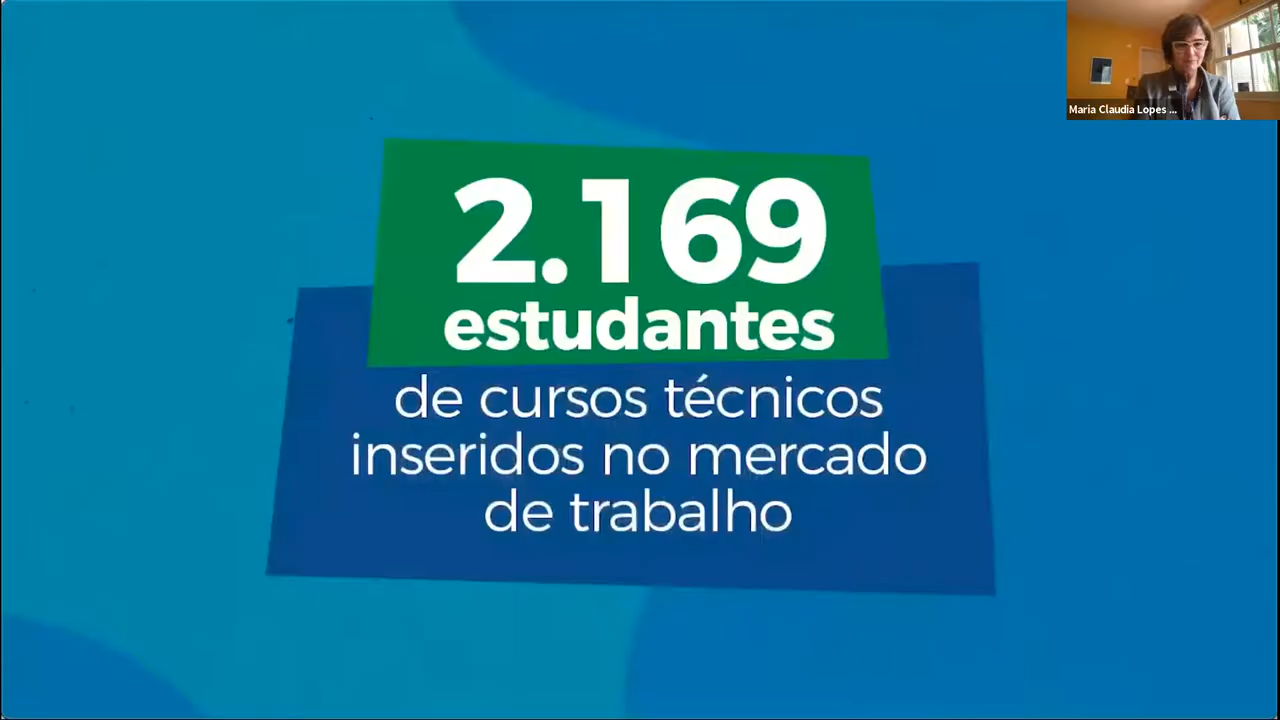 Maria Claudia Lopes ...
2.169
estudantes
de cursos técnicos
inseridos no mercado
de trabalho